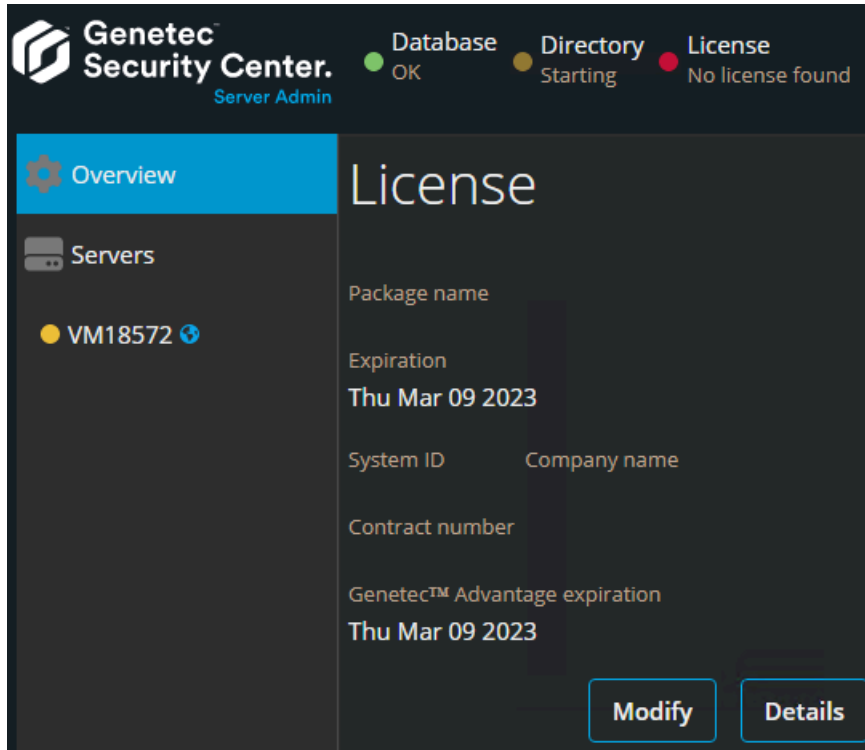 Genetec™
Security Center.
Server Admin
Database
OK
Directory
Starting
License
No license found
Overview
Servers
VM18572
License
Package name
Expiration
Thu Mar 09 2023
System ID Company name
Contract number
Genetec™ Advantage expiration
Thu Mar 09 2023
Modify Details